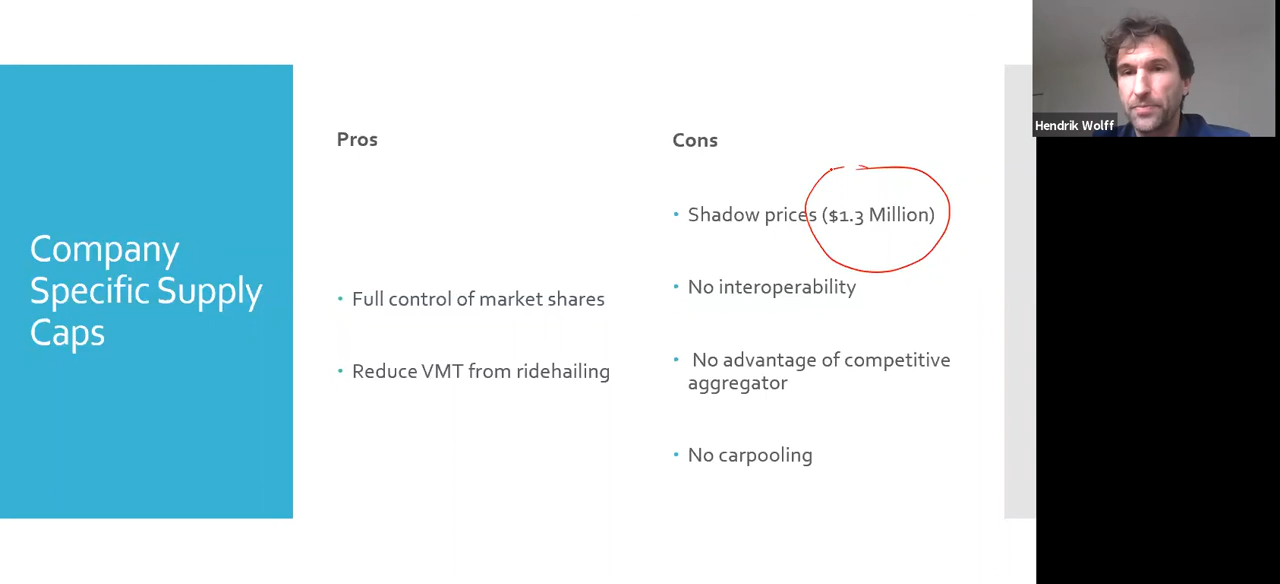 Company
Specific Supply
Caps
Pros
• Full control of market shares
• Reduce VMT from ridehailing
Cons
• Shadow prices ($1.3 Million)
• No interoperability
• No advantage of competitive
aggregator
• No carpooling
Hendrik Wolff